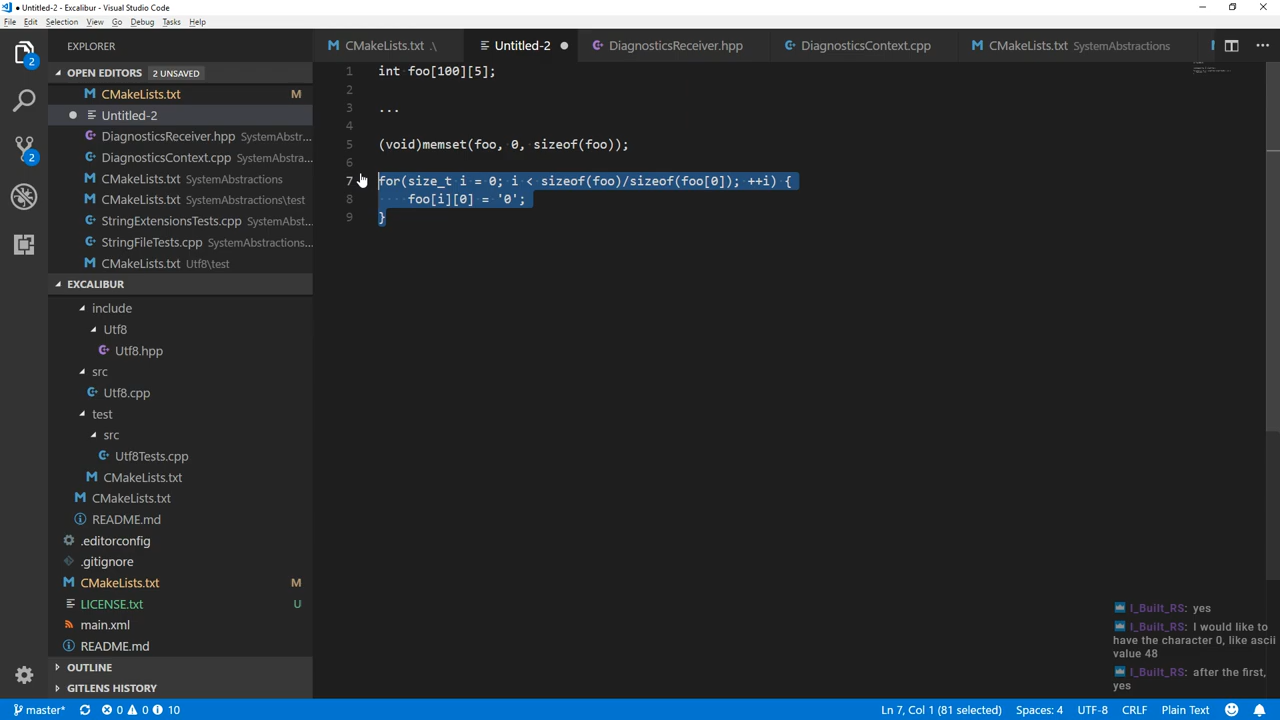 ● Untitled-2 - Excalibur - Visual Studio Code
File Edit Selection View Go Debug Tasks Help
EXPLORER
CMakeLists.txt .\
Untitled-2 ●
DiagnosticsReceiver.hpp
DiagnosticsContext.cpp
CMakeLists.txt SystemAbstractions
OPEN EDITORS 2 UNSAVED
CMakeLists.txt M
● Untitled-2
DiagnosticsReceiver.hpp SystemAbstr...
DiagnosticsContext.cpp SystemAbstra...
CMakeLists.txt SystemAbstractions
CMakeLists.txt SystemAbstractions\test
StringExtensionsTests.cpp SystemAbst...
StringFileTests.cpp SystemAbstractions...
CMakeLists.txt Utf8\test
EXCALIBUR
include
Utf8
Utf8.hpp
src
Utf8.cpp
test
src
Utf8Tests.cpp
CMakeLists.txt
CMakeLists.txt
README.md
.editorconfig
.gitignore
CMakeLists.txt M
LICENSE.txt U
main.xml
README.md
OUTLINE
GITLENS HISTORY
2
2
1 int foo[100][5];
2
3 ...
4
5 (void)memset(foo, 0, sizeof(foo));
6
7 for(size_t i = 0; i < sizeof(foo)/sizeof(foo[0]); ++i) {
8 foo[i][0] = '0';
9 }
I_Built_RS: yes
I_Built_RS: I would like to
have the character 0, like ascii
value 48
I_Built_RS: after the first,
yes
master* 0 0 10
Ln 7, Col 1 (81 selected) Spaces: 4 UTF-8 CRLF Plain Text